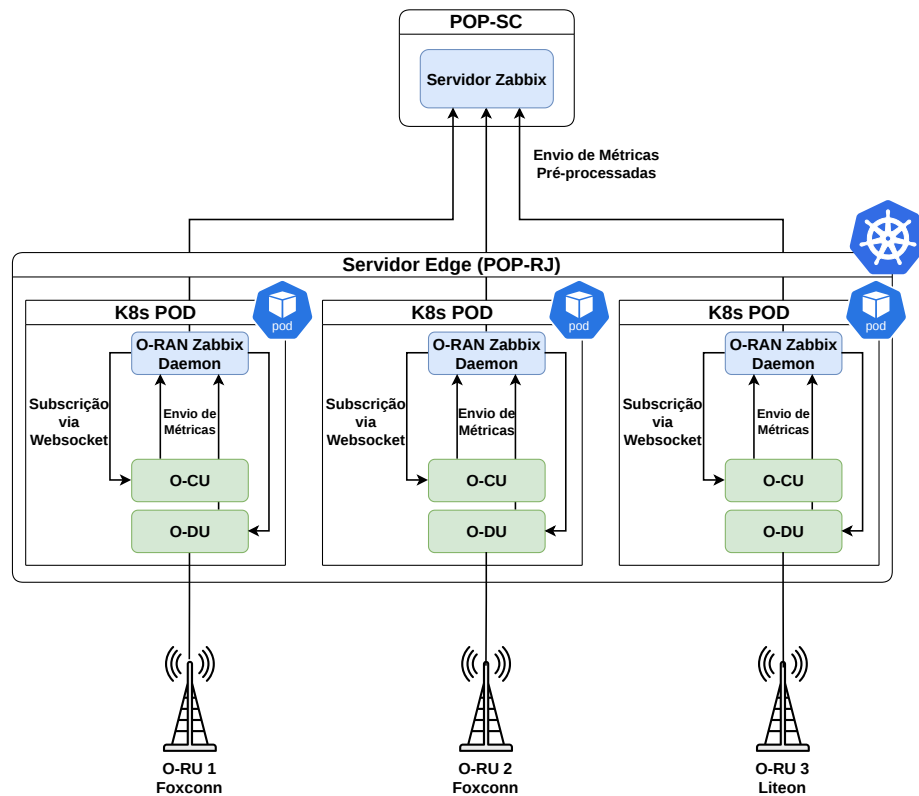 POP-SC
Servidor Zabbix
Envio de Métricas
Pré-processadas
Servidor Edge (POP-RJ)
K8s POD
pod
O-RAN Zabbix
Daemon
Subscrição
via
Websocket
Envio de
Métricas
O-CU
O-DU
K8s POD
pod
O-RAN Zabbix
Daemon
Subscrição
via
Websocket
Envio de
Métricas
O-CU
O-DU
K8s POD
pod
O-RAN Zabbix
Daemon
Subscrição
via
Websocket
Envio de
Métricas
O-CU
O-DU
O-RU 1
Foxconn
O-RU 2
Foxconn
O-RU 3
Liteon